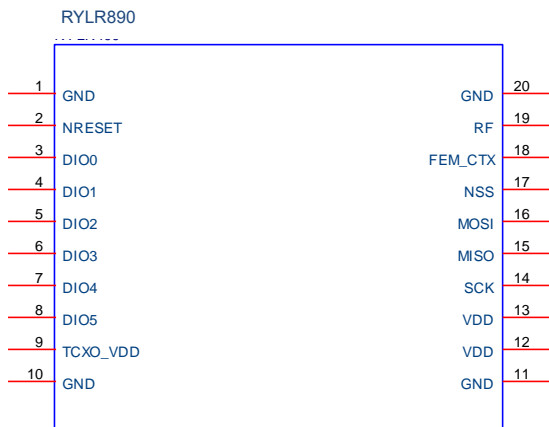 RYLR890
1 GND
2 NRESET
3 DIO0
4 DIO1
5 DIO2
6 DIO3
7 DIO4
8 DIO5
9 TCXO_VDD
10 GND
GND 20
RF 19
FEM_CTX 18
NSS 17
MOSI 16
MISO 15
SCK 14
VDD 13
VDD 12
GND 11